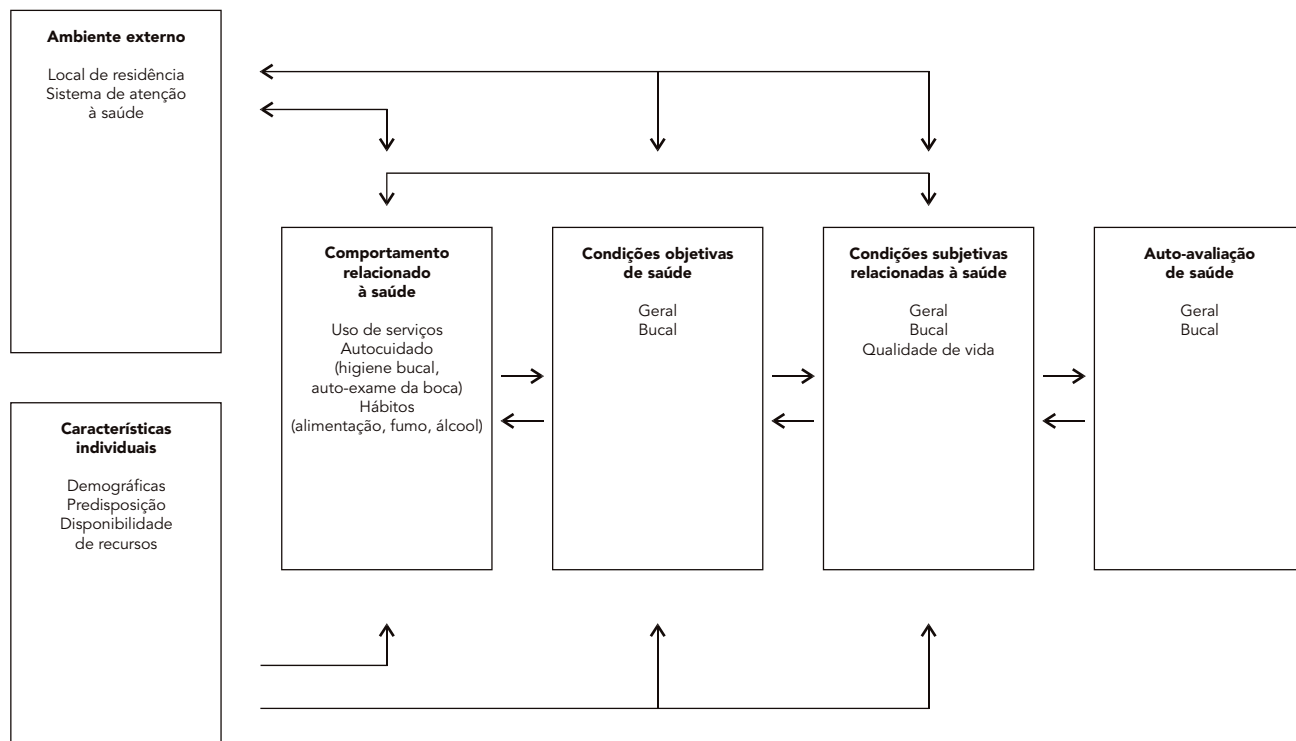 Ambiente externo
Local de residência
Sistema de atenção
à saúde
Características
individuais
Demográficas
Predisposição
Disponibilidade
de recursos
Comportamento
relacionado
à saúde
Uso de serviços
Autocuidado
(higiene bucal,
auto-exame da boca)
Hábitos
(alimentação, fumo, álcool)
Condições objetivas
de saúde
Geral
Bucal
Condições subjetivas
relacionadas à saúde
Geral
Bucal
Qualidade de vida
Auto-avaliação
de saúde
Geral
Bucal